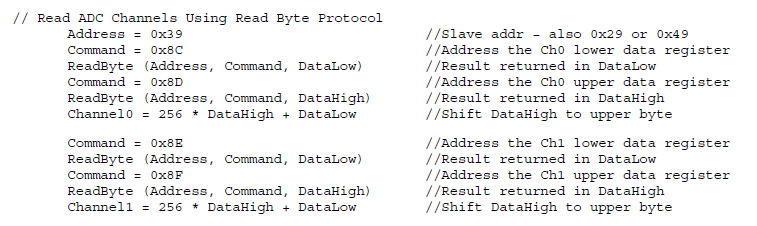 // Read ADC Channels Using Read Byte Protocol
Address = 0x39 //Slave addr – also 0x29 or 0x49
Command = 0x8C //Address the Ch0 lower data register
ReadByte (Address, Command, DataLow) //Result returned in DataLow
Command = 0x8D //Address the Ch0 upper data register
ReadByte (Address, Command, DataHigh) //Result returned in DataHigh
Channel0 = 256 * DataHigh + DataLow //Shift DataHigh to upper byte
Command = 0x8E //Address the Ch1 lower data register
ReadByte (Address, Command, DataLow) //Result returned in DataLow
Command = 0x8F //Address the Ch1 upper data register
ReadByte (Address, Command, DataHigh) //Result returned in DataHigh
Channel1 = 256 * DataHigh + DataLow //Shift DataHigh to upper byte